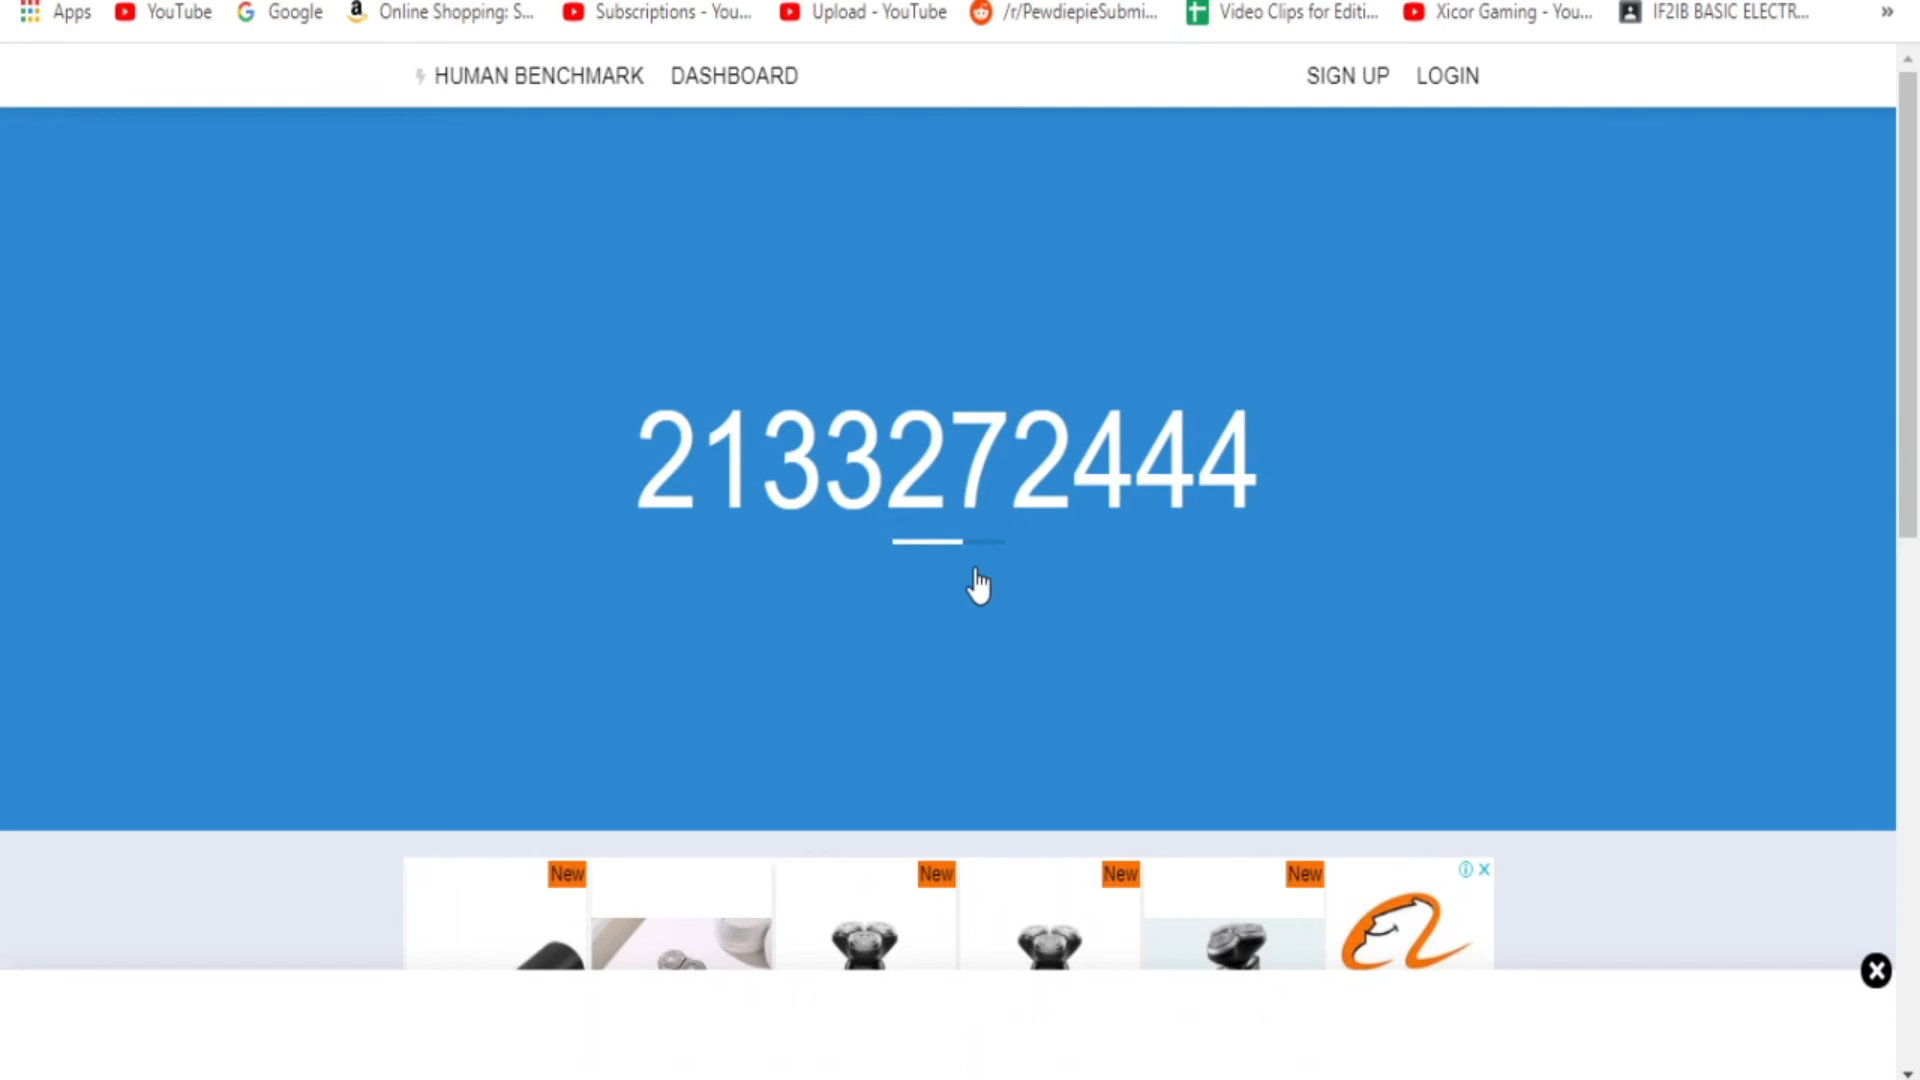 Apps YouTube Google Online Shopping: S... Subscriptions - You... Upload - YouTube /r/PewdiepieSubmi... Video Clips for Editi... Xicor Gaming - You... IF2IB BASIC ELECTR... »
HUMAN BENCHMARK DASHBOARD SIGN UP LOGIN
2133272444
New New New New